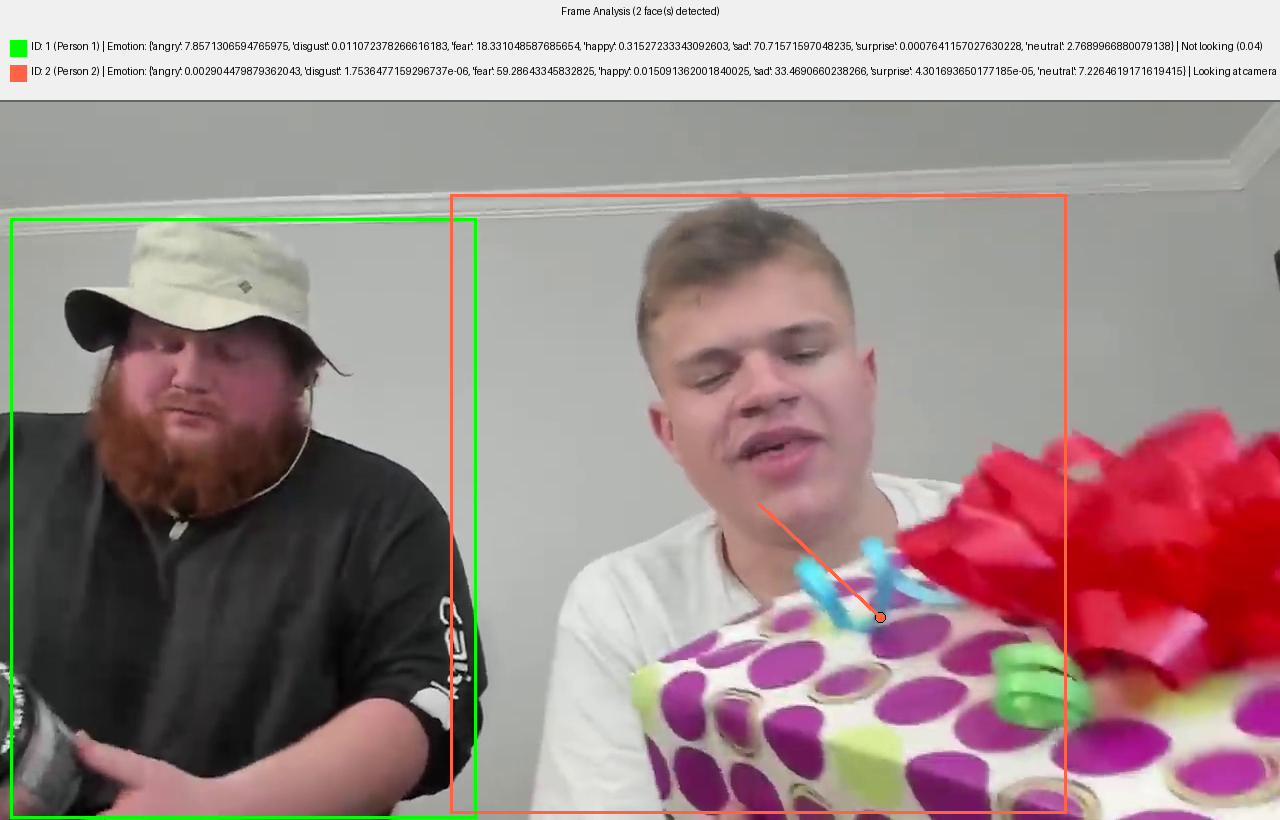 Frame Analysis (2 face(s) detected)
ID: 1 (Person 1) | Emotion: {'angry': 7.8571306594765975, 'disgust': 0.011072378266616183, 'fear': 18.331048587685654, 'happy': 0.31527233343092603, 'sad': 70.71571597048235, 'surprise': 0.0007641157027630228, 'neutral': 2.7689966880079138} | Not looking (0.04)
ID: 2 (Person 2) | Emotion: {'angry': 0.002904479879362043, 'disgust': 1.7536477159296737e-06, 'fear': 59.28643345832825, 'happy': 0.015091362001840025, 'sad': 33.4690660238266, 'surprise': 4.301693650177185e-05, 'neutral': 7.2264619171619415} | Looking at camera